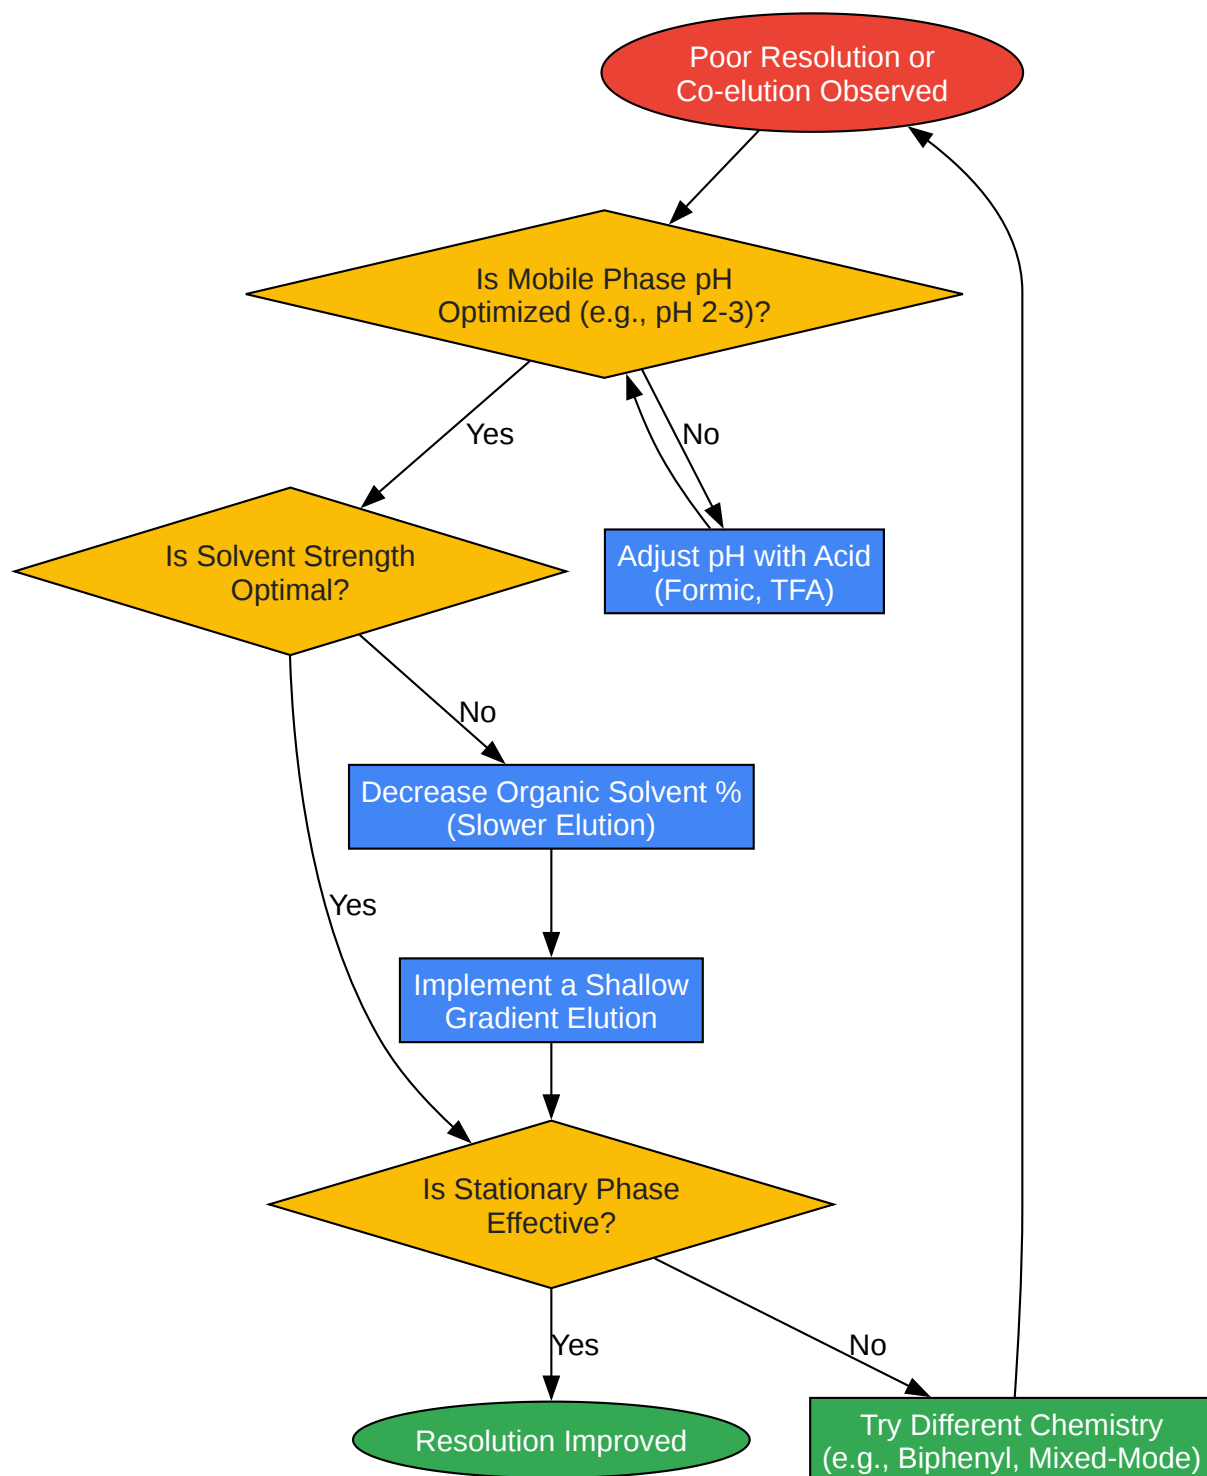 Poor Resolution or
Co-elution Observed
Is Mobile Phase pH
Optimized (e.g., pH 2-3)?
Yes
No
Is Solvent Strength
Optimal?
Adjust pH with Acid
(Formic, TFA)
No
Decrease Organic Solvent %
(Slower Elution)
Yes
Implement a Shallow
Gradient Elution
Is Stationary Phase
Effective?
Yes
No
Resolution Improved
Try Different Chemistry
(e.g., Biphenyl, Mixed-Mode)